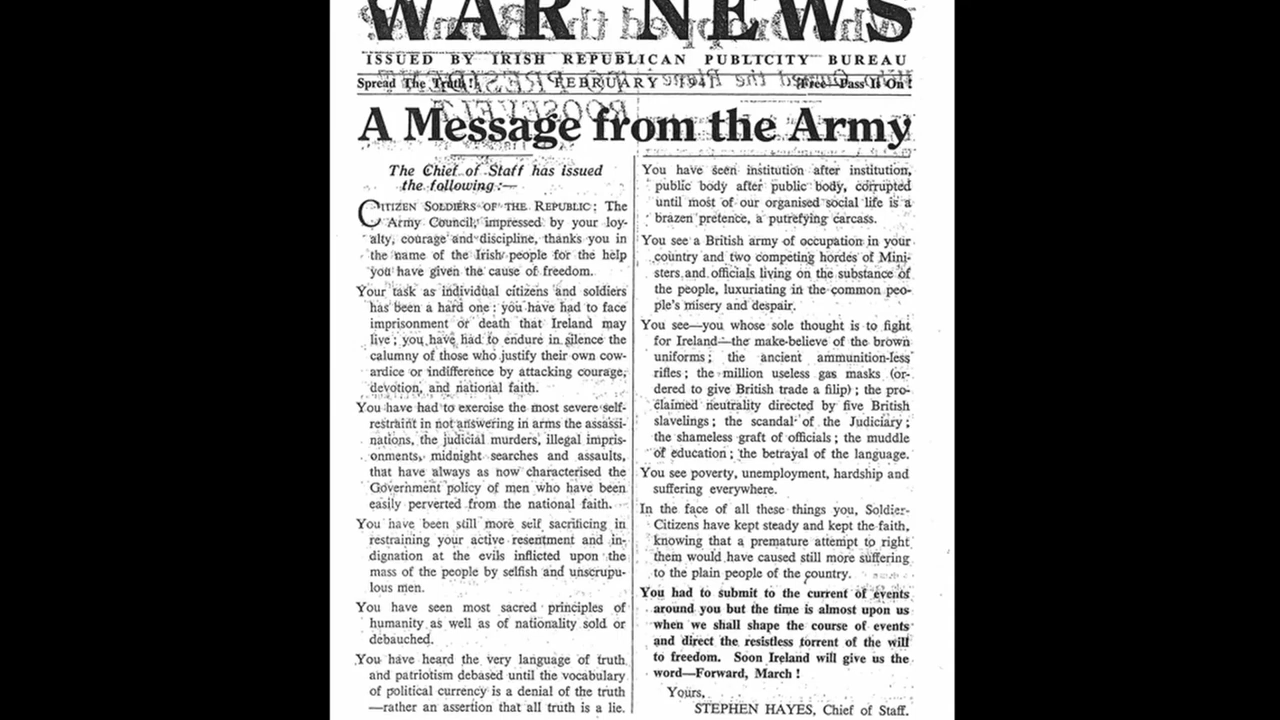 WAR NEWS
ISSUED BY IRISH REPUBLICAN PUBLICITY BUREAU
Spread The Truth! FEBRUARY 1941 Free—Pass It On!
A Message from the Army
The Chief of Staff has issued
the following:—
CITIZEN SOLDIERS OF THE REPUBLIC: The
Army Council, impressed by your loy-
alty, courage and discipline, thanks you in
the name of the Irish people for the help
you have given the cause of freedom.
Your task as individual citizens and soldiers
has been a hard one: you have had to face
imprisonment or death that Ireland may
live; you have had to endure in silence the
calumny of those who justify their own cow-
ardice or indifference by attacking courage,
devotion, and national faith.
You have had to exercise the most severe self-
restraint in not answering in arms the assassi-
nations, the judicial murders, illegal impris-
onments, midnight searches and assaults,
that have always as now characterised the
Government policy of men who have been
easily perverted from the national faith.
You have been still more self sacrificing in
restraining your active resentment and in-
dignation at the evils inflicted upon the
mass of the people by selfish and unscrupu-
lous men.
You have seen most sacred principles of
humanity as well as of nationality sold or
debauched.
You have heard the very language of truth
and patriotism debased until the vocabulary
of political currency is a denial of the truth
—rather an assertion that all truth is a lie.
You have seen institution after institution,
public body after public body, corrupted
until most of our organised social life is a
brazen pretence, a putrefying carcass.
You see a British army of occupation in your
country and two competing hordes of Mini-
sters and officials living on the substance of
the people, luxuriating in the common peo-
ple's misery and despair.
You see—you whose sole thought is to fight
for Ireland—the make-believe of the brown
uniforms; the ancient ammunition-less
rifles; the million useless gas masks (or-
dered to give British trade a filip); the pro-
claimed neutrality directed by five British
slavelings; the scandal of the Judiciary;
the shameless graft of officials; the muddle
of education; the betrayal of the language.
You see poverty, unemployment, hardship and
suffering everywhere.
In the face of all these things you, Soldier-
Citizens have kept steady and kept the faith,
knowing that a premature attempt to right
them would have caused still more suffering
to the plain people of the country.
You had to submit to the current of events
around you but the time is almost upon us
when we shall shape the course of events
and direct the resistless torrent of the will
to freedom. Soon Ireland will give us the
word—Forward, March!
Yours,
STEPHEN HAYES, Chief of Staff.